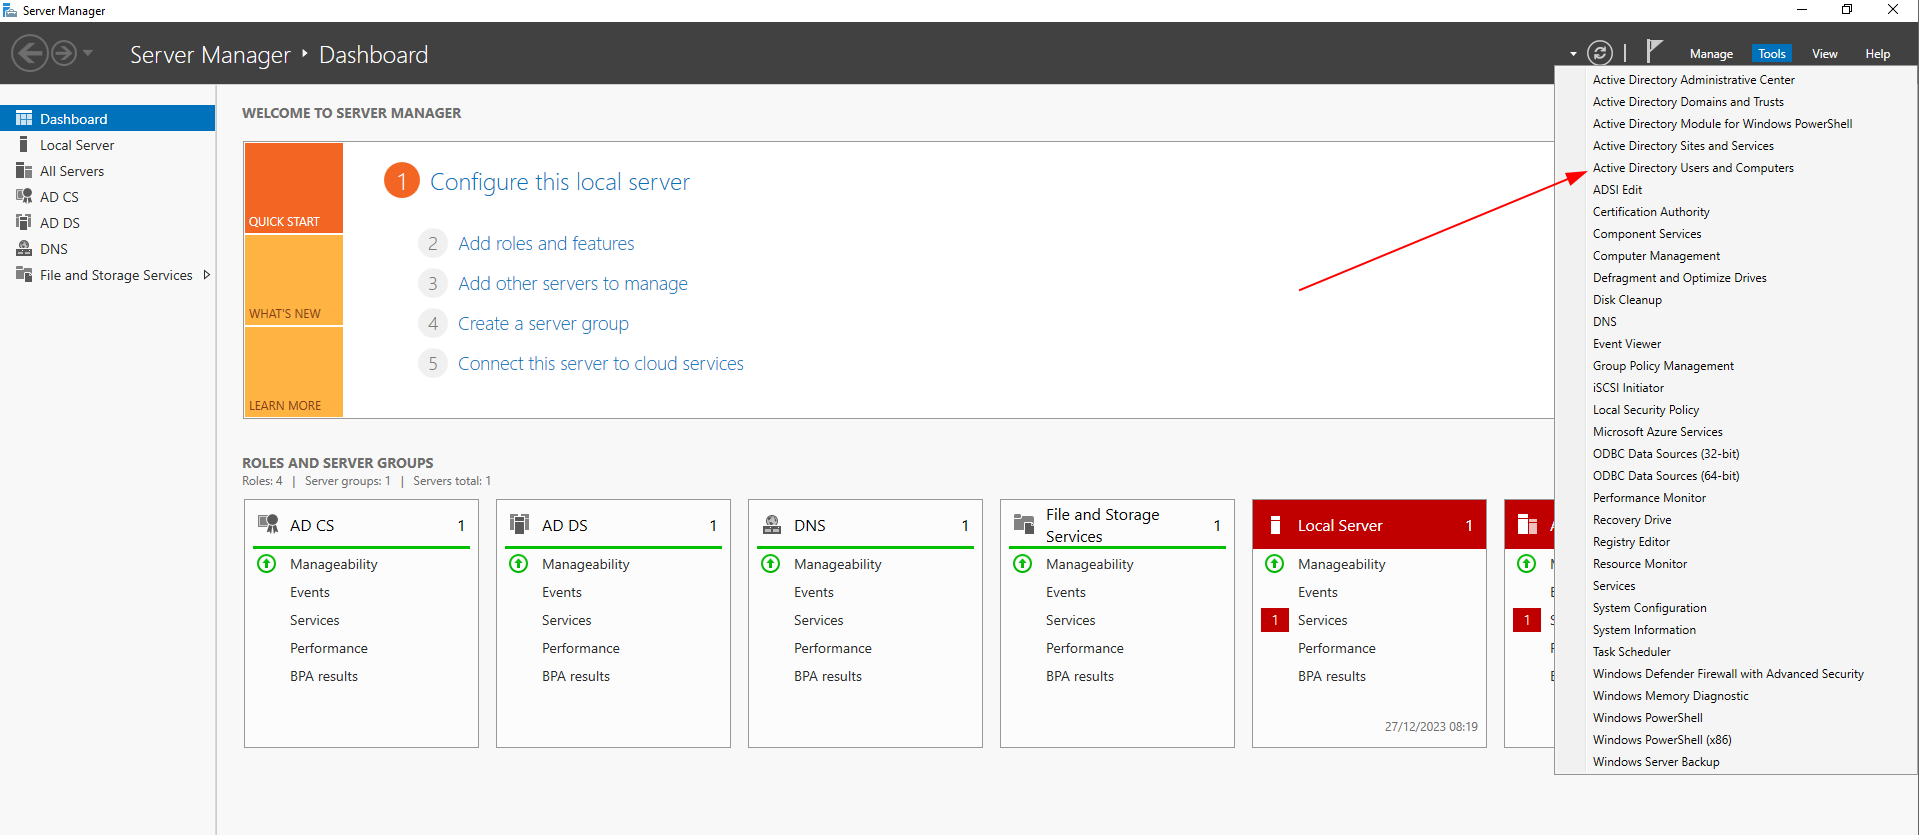 Server Manager
Server Manager ‣ Dashboard
Manage Tools View Help
Dashboard
Local Server
All Servers
AD CS
AD DS
DNS
File and Storage Services
WELCOME TO SERVER MANAGER
QUICK START
WHAT'S NEW
LEARN MORE
1 Configure this local server
2 Add roles and features
3 Add other servers to manage
4 Create a server group
5 Connect this server to cloud services
ROLES AND SERVER GROUPS
Roles: 4 | Server groups: 1 | Servers total: 1
AD CS 1
Manageability
Events
Services
Performance
BPA results
AD DS 1
Manageability
Events
Services
Performance
BPA results
DNS 1
Manageability
Events
Services
Performance
BPA results
File and Storage
Services 1
Manageability
Events
Services
Performance
BPA results
Local Server 1
Manageability
Events
1 Services
Performance
BPA results
27/12/2023 08:19
1
Active Directory Administrative Center
Active Directory Domains and Trusts
Active Directory Module for Windows PowerShell
Active Directory Sites and Services
Active Directory Users and Computers
ADSI Edit
Certification Authority
Component Services
Computer Management
Defragment and Optimize Drives
Disk Cleanup
DNS
Event Viewer
Group Policy Management
iSCSI Initiator
Local Security Policy
Microsoft Azure Services
ODBC Data Sources (32-bit)
ODBC Data Sources (64-bit)
Performance Monitor
Recovery Drive
Registry Editor
Resource Monitor
Services
System Configuration
System Information
Task Scheduler
Windows Defender Firewall with Advanced Security
Windows Memory Diagnostic
Windows PowerShell
Windows PowerShell (x86)
Windows Server Backup